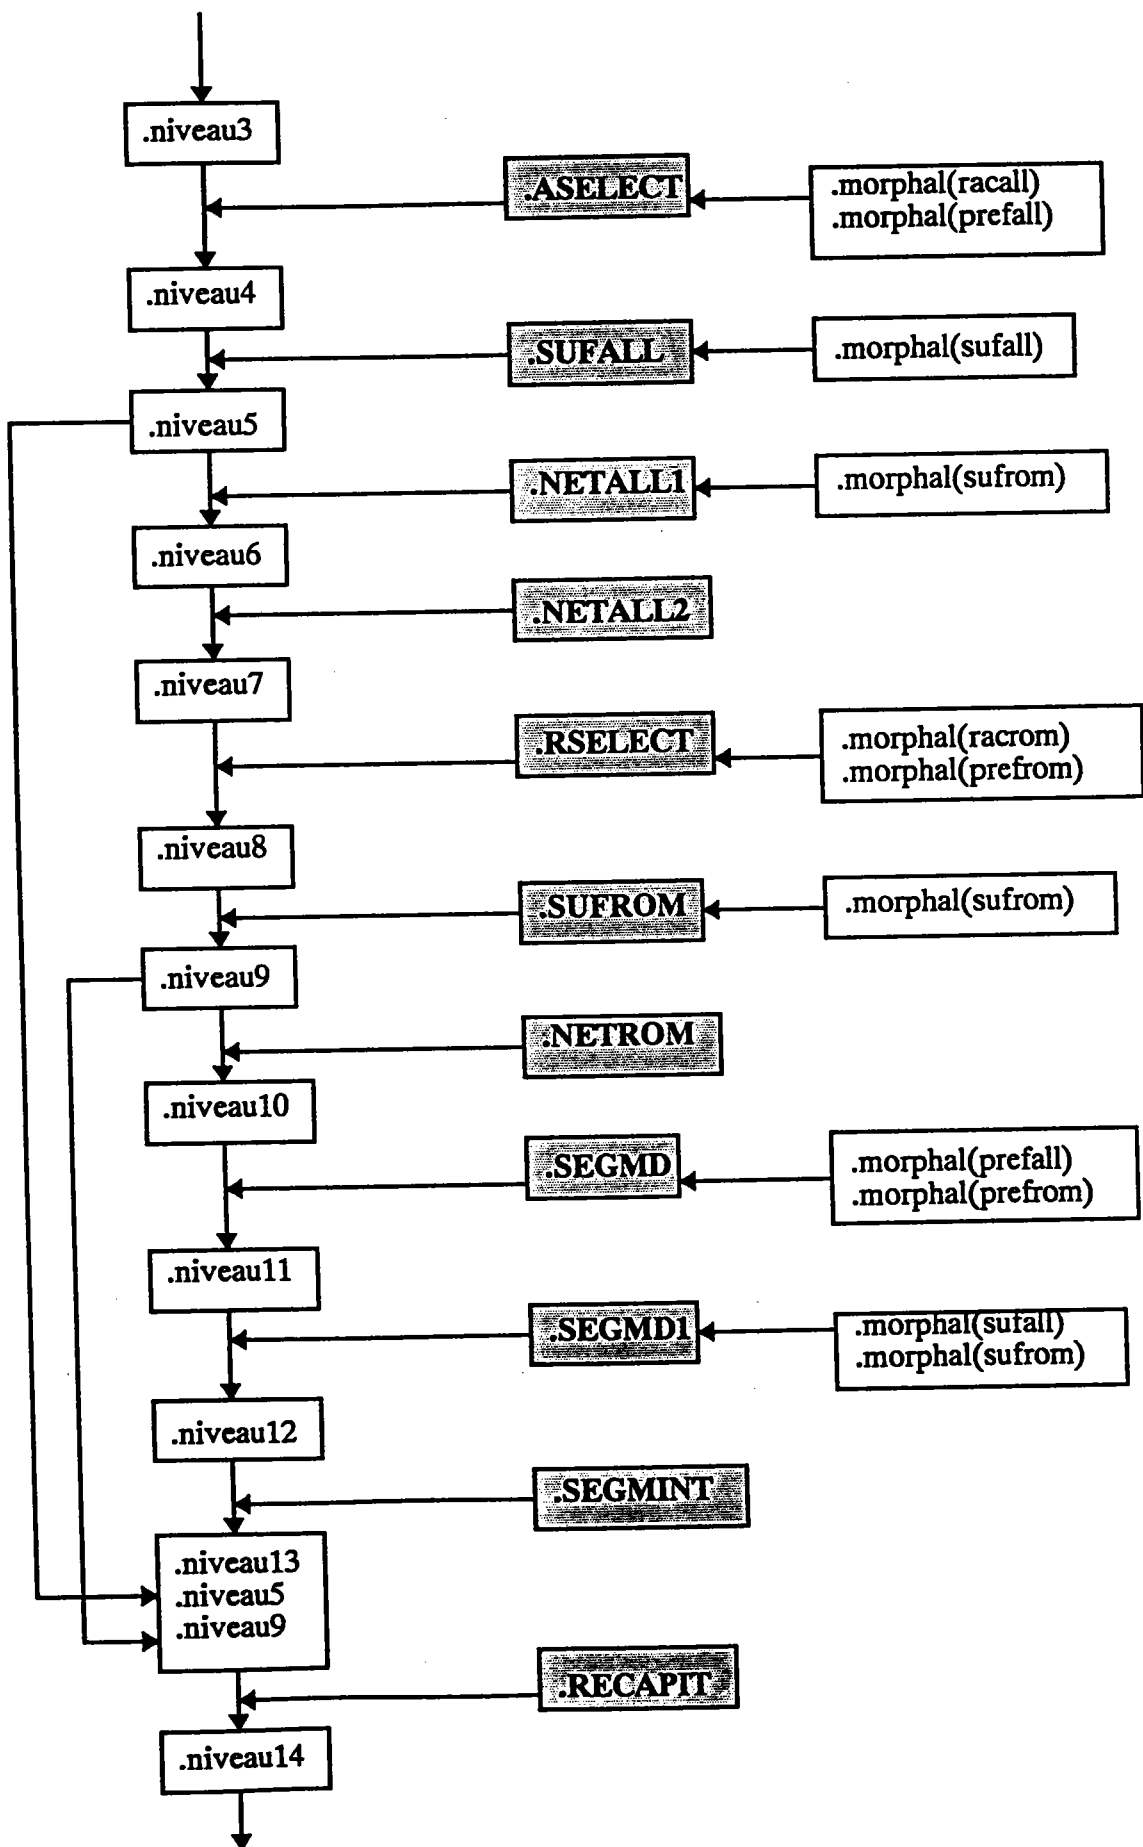 .niveau3
.ASELECT
.morphal(racall)
.morphal(prefall)
.niveau4
.SUFALL
.morphal(sufall)
.niveau5
.NETALL1
.morphal(sufrom)
.niveau6
.NETALL2
.niveau7
.RSELECT
.morphal(racrom)
.morphal(prefrom)
.niveau8
.SUFROM
.morphal(sufrom)
.niveau9
.NETROM
.niveau10
.SEGMD
.morphal(prefall)
.morphal(prefrom)
.niveau11
.SEGMD1
.morphal(sufall)
.morphal(sufrom)
.niveau12
.SEGMINT
.niveau13
.niveau5
.niveau9
.RECAPIT
.niveau14